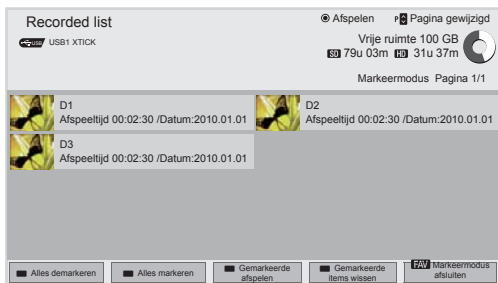 Recorded list
Afspelen P Pagina gewijzigd
USB USB1 XTICK
Vrije ruimte 100 GB
SD 79u 03m HD 31u 37m
Markeermodus Pagina 1/1
D1
Afspeeltijd 00:02:30 /Datum:2010.01.01
D2
Afspeeltijd 00:02:30 /Datum:2010.01.01
D3
Afspeeltijd 00:02:30 /Datum:2010.01.01
Alles demarkeren
Alles markeren
Gemarkeerde
afspelen
Gemarkeerde
items wissen
FAV Markeermodus
afsluiten